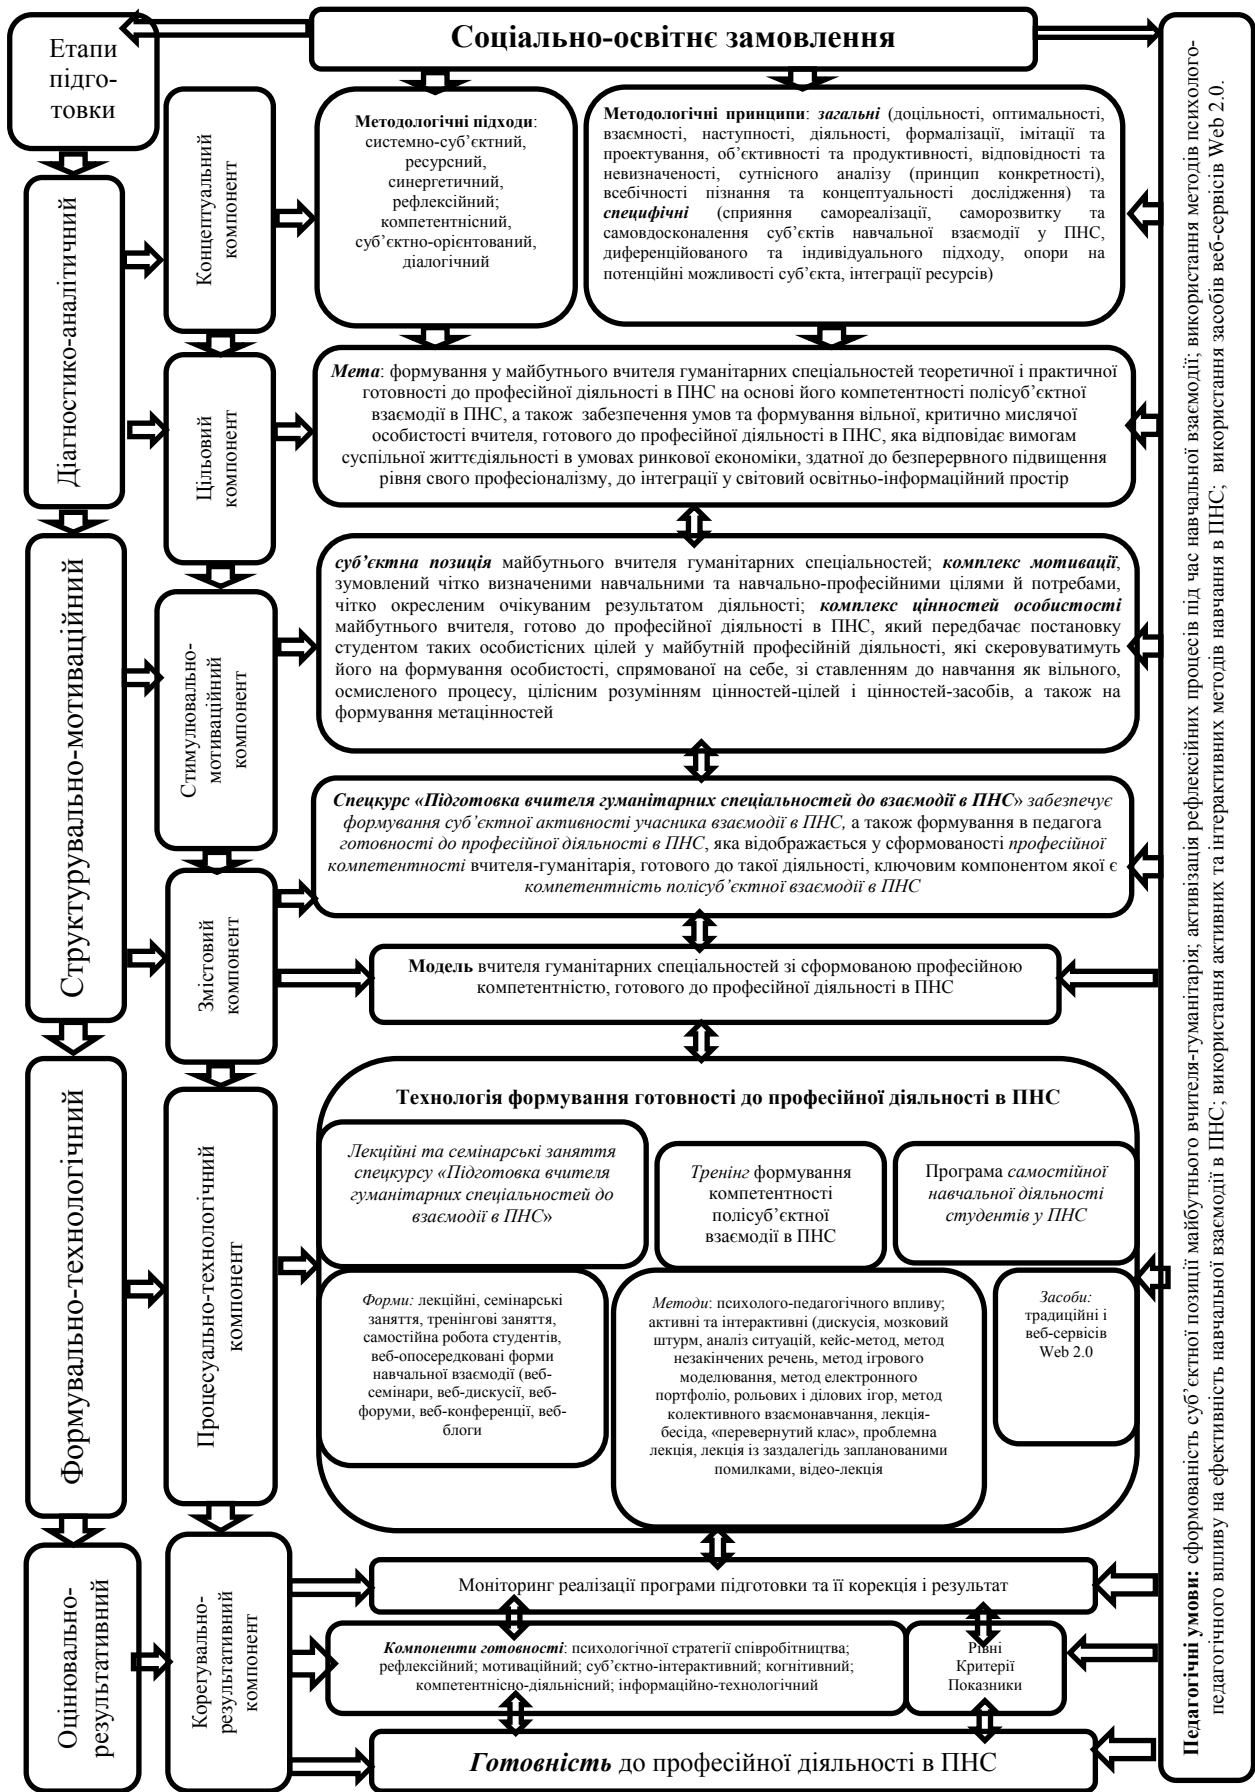 Соціально-освітнє замовлення
Етапи
підго-
товки
Діагностико-аналітичний
Структурувально-мотиваційний
Формувально-технологічний
Оцінювально-
результативний
Концептуальний
компонент
Цільовий
компонент
Стимулювально-
мотиваційний
компонент
Змістовий
компонент
Процесуально-технологічний
компонент
Корегувально-
результативний
компонент
Методологічні підходи:
системно-суб’єктний,
ресурсний,
синергетичний,
рефлексійний;
компетентнісний,
суб’єктно-орієнтований,
діалогічний
Методологічні принципи: загальні (доцільності, оптимальності,
взаємності, наступності, діяльності, формалізації, імітації та
проектування, об’єктивності та продуктивності, відповідності та
невизначеності, сутнісного аналізу (принцип конкретності),
всебічності пізнання та концептуальності дослідження) та
специфічні (сприяння самореалізації, саморозвитку та
самовдосконалення суб’єктів навчальної взаємодії у ПНС,
диференційованого та індивідуального підходу, опори на
потенційні можливості суб’єкта, інтеграції ресурсів)
Мета: формування у майбутнього вчителя гуманітарних спеціальностей теоретичної і практичної
готовності до професійної діяльності в ПНС на основі його компетентності полісуб’єктної
взаємодії в ПНС, а також забезпечення умов та формування вільної, критично мислячої
особистості вчителя, готового до професійної діяльності в ПНС, яка відповідає вимогам
суспільної життєдіяльності в умовах ринкової економіки, здатної до безперервного підвищення
рівня свого професіоналізму, до інтеграції у світовий освітньо-інформаційний простір
суб’єктна позиція майбутнього вчителя гуманітарних спеціальностей; комплекс мотивації,
зумовлений чітко визначеними навчальними та навчально-професійними цілями й потребами,
чітко окресленим очікуваним результатом діяльності; комплекс цінностей особистості
майбутнього вчителя, готово до професійної діяльності в ПНС, який передбачає постановку
студентом таких особистісних цілей у майбутній професійній діяльності, які скеровуватимуть
його на формування особистості, спрямованої на себе, зі ставленням до навчання як вільного,
осмисленого процесу, цілісним розумінням цінностей-цілей і цінностей-засобів, а також на
формування метацінностей
Спецкурс «Підготовка вчителя гуманітарних спеціальностей до взаємодії в ПНС» забезпечує
формування суб’єктної активності учасника взаємодії в ПНС, а також формування в педагога
готовності до професійної діяльності в ПНС, яка відображається у сформованості професійної
компетентності вчителя-гуманітарія, готового до такої діяльності, ключовим компонентом якої є
компетентність полісуб’єктної взаємодії в ПНС
Модель вчителя гуманітарних спеціальностей зі сформованою професійною
компетентністю, готового до професійної діяльності в ПНС
Технологія формування готовності до професійної діяльності в ПНС
Лекційні та семінарські заняття
спецкурсу «Підготовка вчителя
гуманітарних спеціальностей до
взаємодії в ПНС»
Тренінг формування
компетентності
полісуб’єктної
взаємодії в ПНС
Програма самостійної
навчальної діяльності
студентів у ПНС
Форми: лекційні, семінарські
заняття, тренінгові заняття,
самостійна робота студентів,
веб-опосередковані форми
навчальної взаємодії (веб-
семінари, веб-дискусії, веб-
форуми, веб-конференції, веб-
блоги
Методи: психолого-педагогічного впливу;
активні та інтерактивні (дискусія, мозковий
штурм, аналіз ситуацій, кейс-метод, метод
незакінчених речень, метод ігрового
моделювання, метод електронного
портфоліо, рольових і ділових ігор, метод
колективного взаємонавчання, лекція-
бесіда, «перевернутий клас», проблемна
лекція, лекція із заздалегідь запланованими
помилками, відео-лекція
Засоби:
традиційні і
веб-сервісів
Web 2.0
Моніторинг реалізації програми підготовки та її корекція і результат
Компоненти готовності: психологічної стратегії співробітництва;
рефлексійний; мотиваційний; суб’єктно-інтерактивний; когнітивний;
компетентнісно-діяльнісний; інформаційно-технологічний
Рівні
Критерії
Показники
Готовність до професійної діяльності в ПНС
Педагогічні умови: сформованість суб’єктної позиції майбутнього вчителя-гуманітарія; активізація рефлексійних процесів під час навчальної взаємодії; використання методів психолого-
педагогічного впливу на ефективність навчальної взаємодії в ПНС; використання активних та інтерактивних методів навчання в ПНС; використання засобів веб-сервісів Web 2.0.